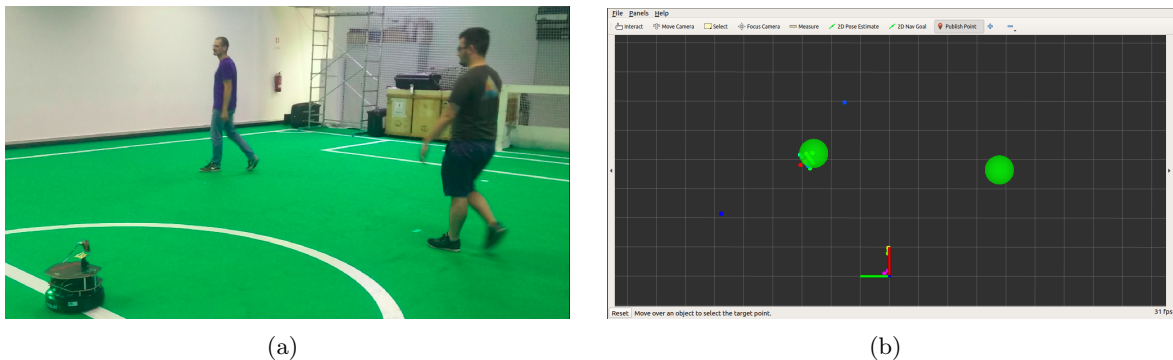 File Panels Help
Interact Move Camera Select Focus Camera Measure 2D Pose Estimate 2D Nav Goal Publish Point
Reset Move over an object to select the target point. 31 fps
(a) (b)